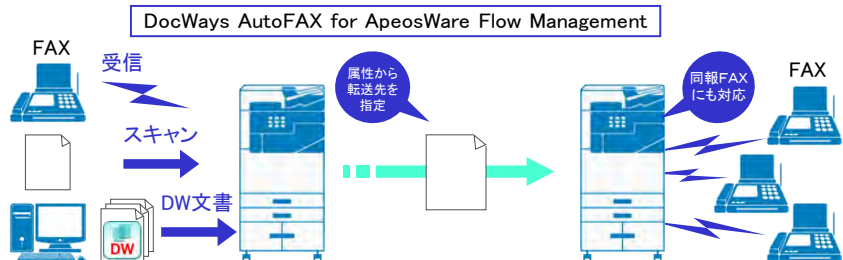 DocWays AutoFAX for ApeosWare Flow Management
FAX
受信
スキャン
DW文書
DW
属性から
転送先を
指定
同報FAX
にも対応
FAX